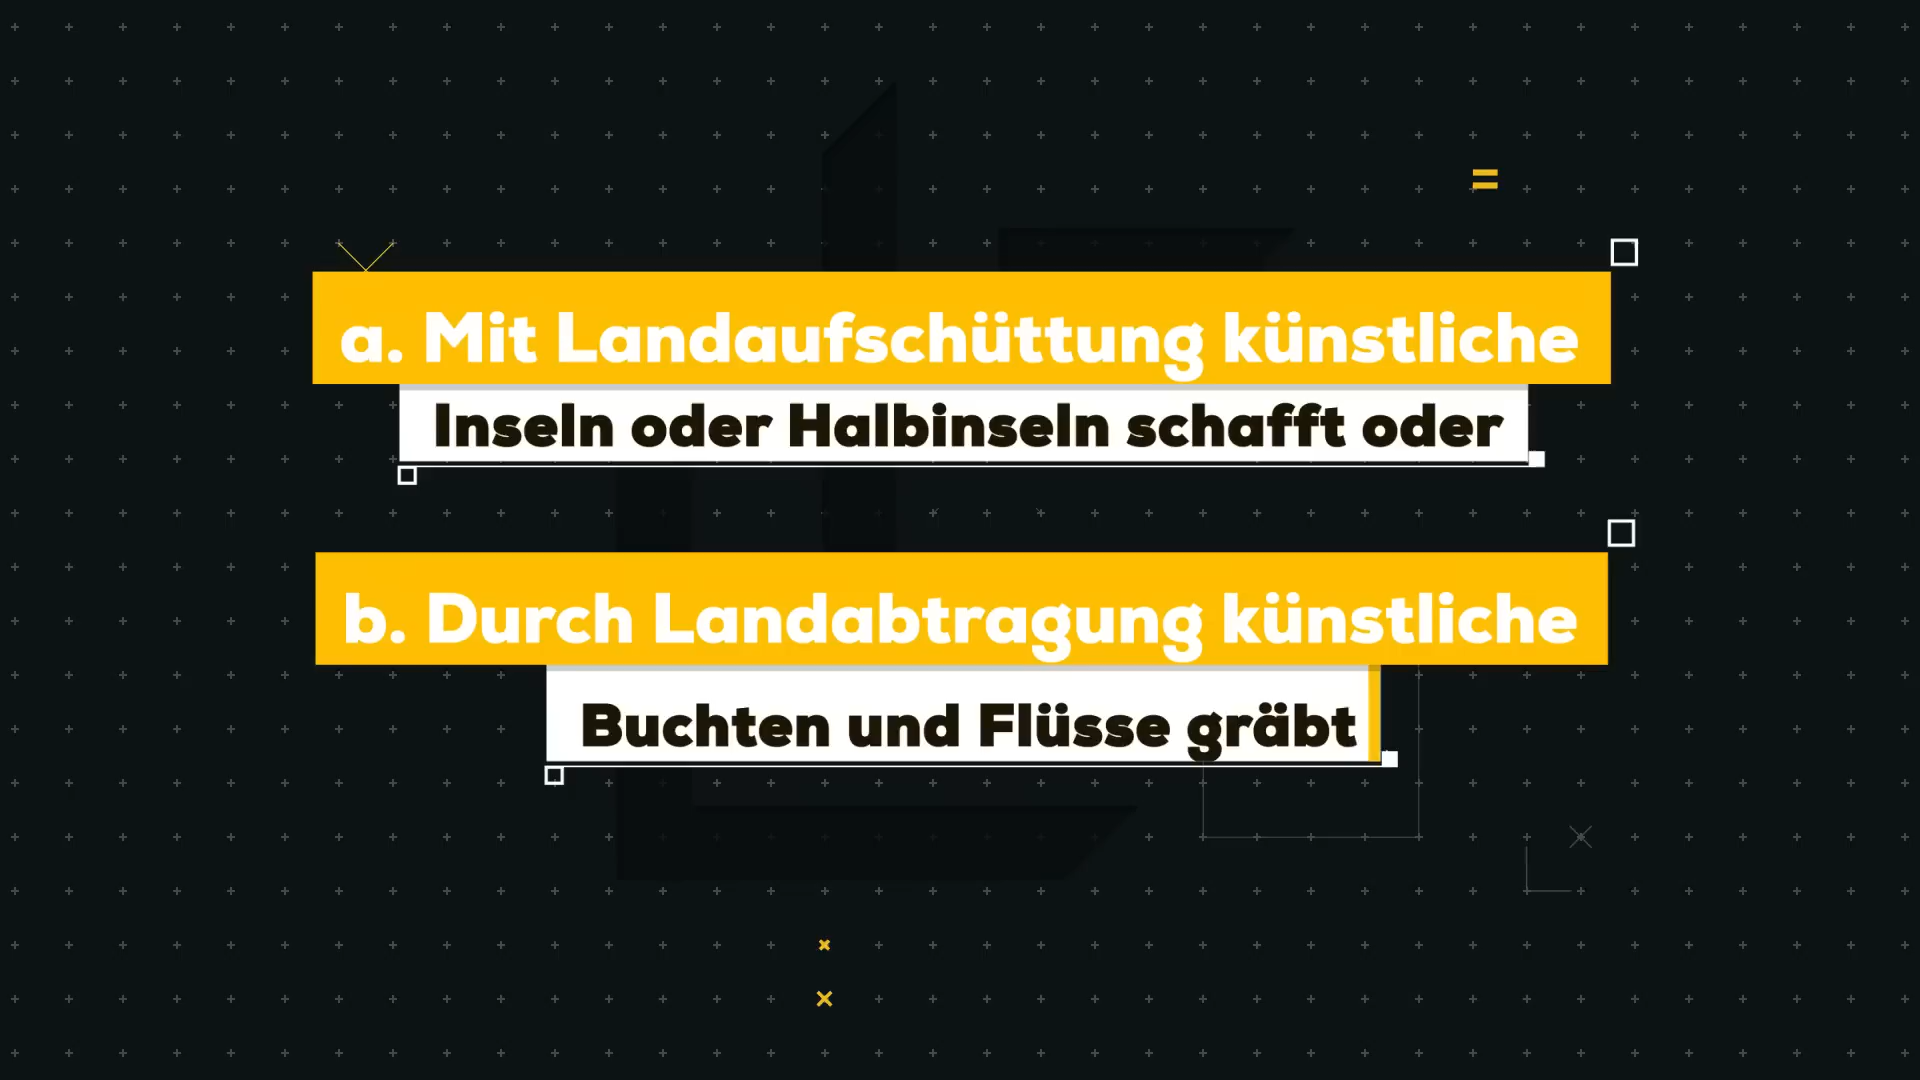 a. Mit Landaufschüttung künstliche
Inseln oder Halbinseln schafft oder
b. Durch Landabtragung künstliche
Buchten und Flüsse gräbt